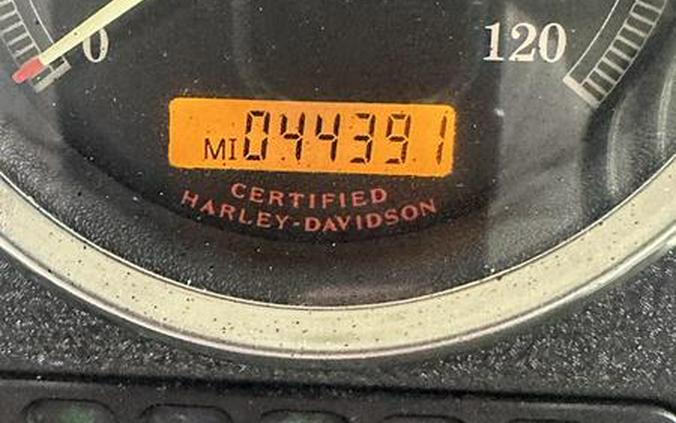 0 120
MI 044391
CERTIFIED
HARLEY-DAVIDSON